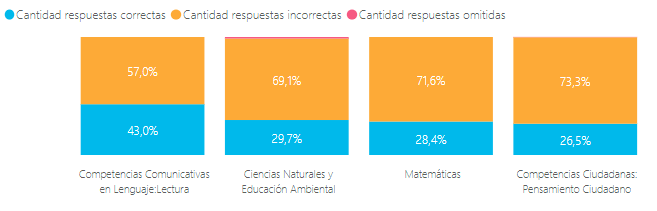 Cantidad respuestas correctas Cantidad respuestas incorrectas Cantidad respuestas omitidas
57,0% 69,1% 71,6% 73,3%
43,0% 29,7% 28,4% 26,5%
Competencias Comunicativas Ciencias Naturales y Matemáticas Competencias Ciudadanas:
en Lenguaje:Lectura Educación Ambiental Pensamiento Ciudadano